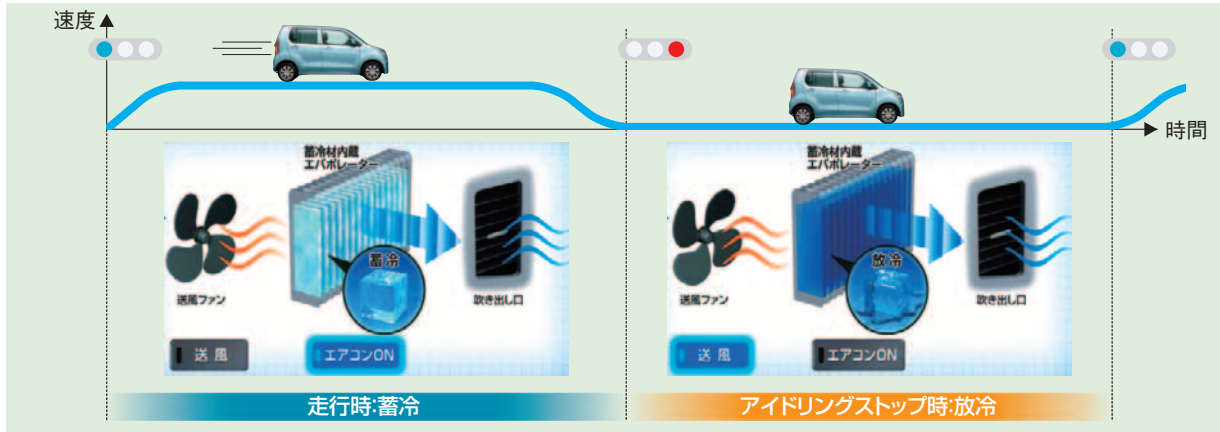 速度
時間
蓄冷材内蔵
エバポレーター
蓄冷
送風ファン
吹き出し口
送風
エアコンON
蓄冷材内蔵
エバポレーター
放冷
送風ファン
吹き出し口
送風
エアコンON
走行時:蓄冷
アイドリングストップ時:放冷